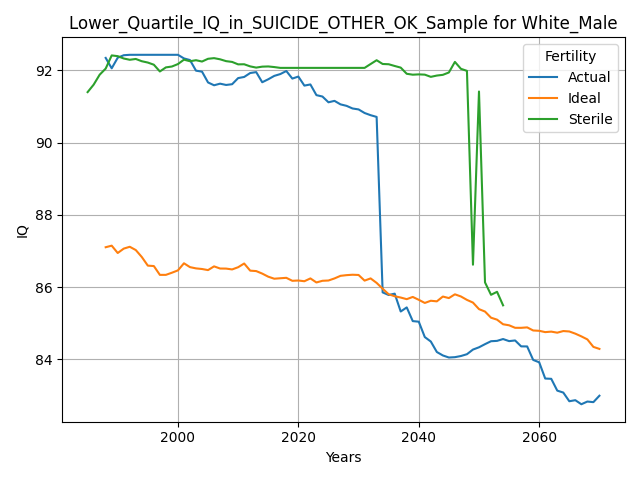 Lower_Quartile_IQ_in_SUICIDE_OTHER_OK_Sample for White_Male
Fertility
Actual
Ideal
Sterile
92
90
88
86
84
IQ
2000
2020
2040
2060
Years